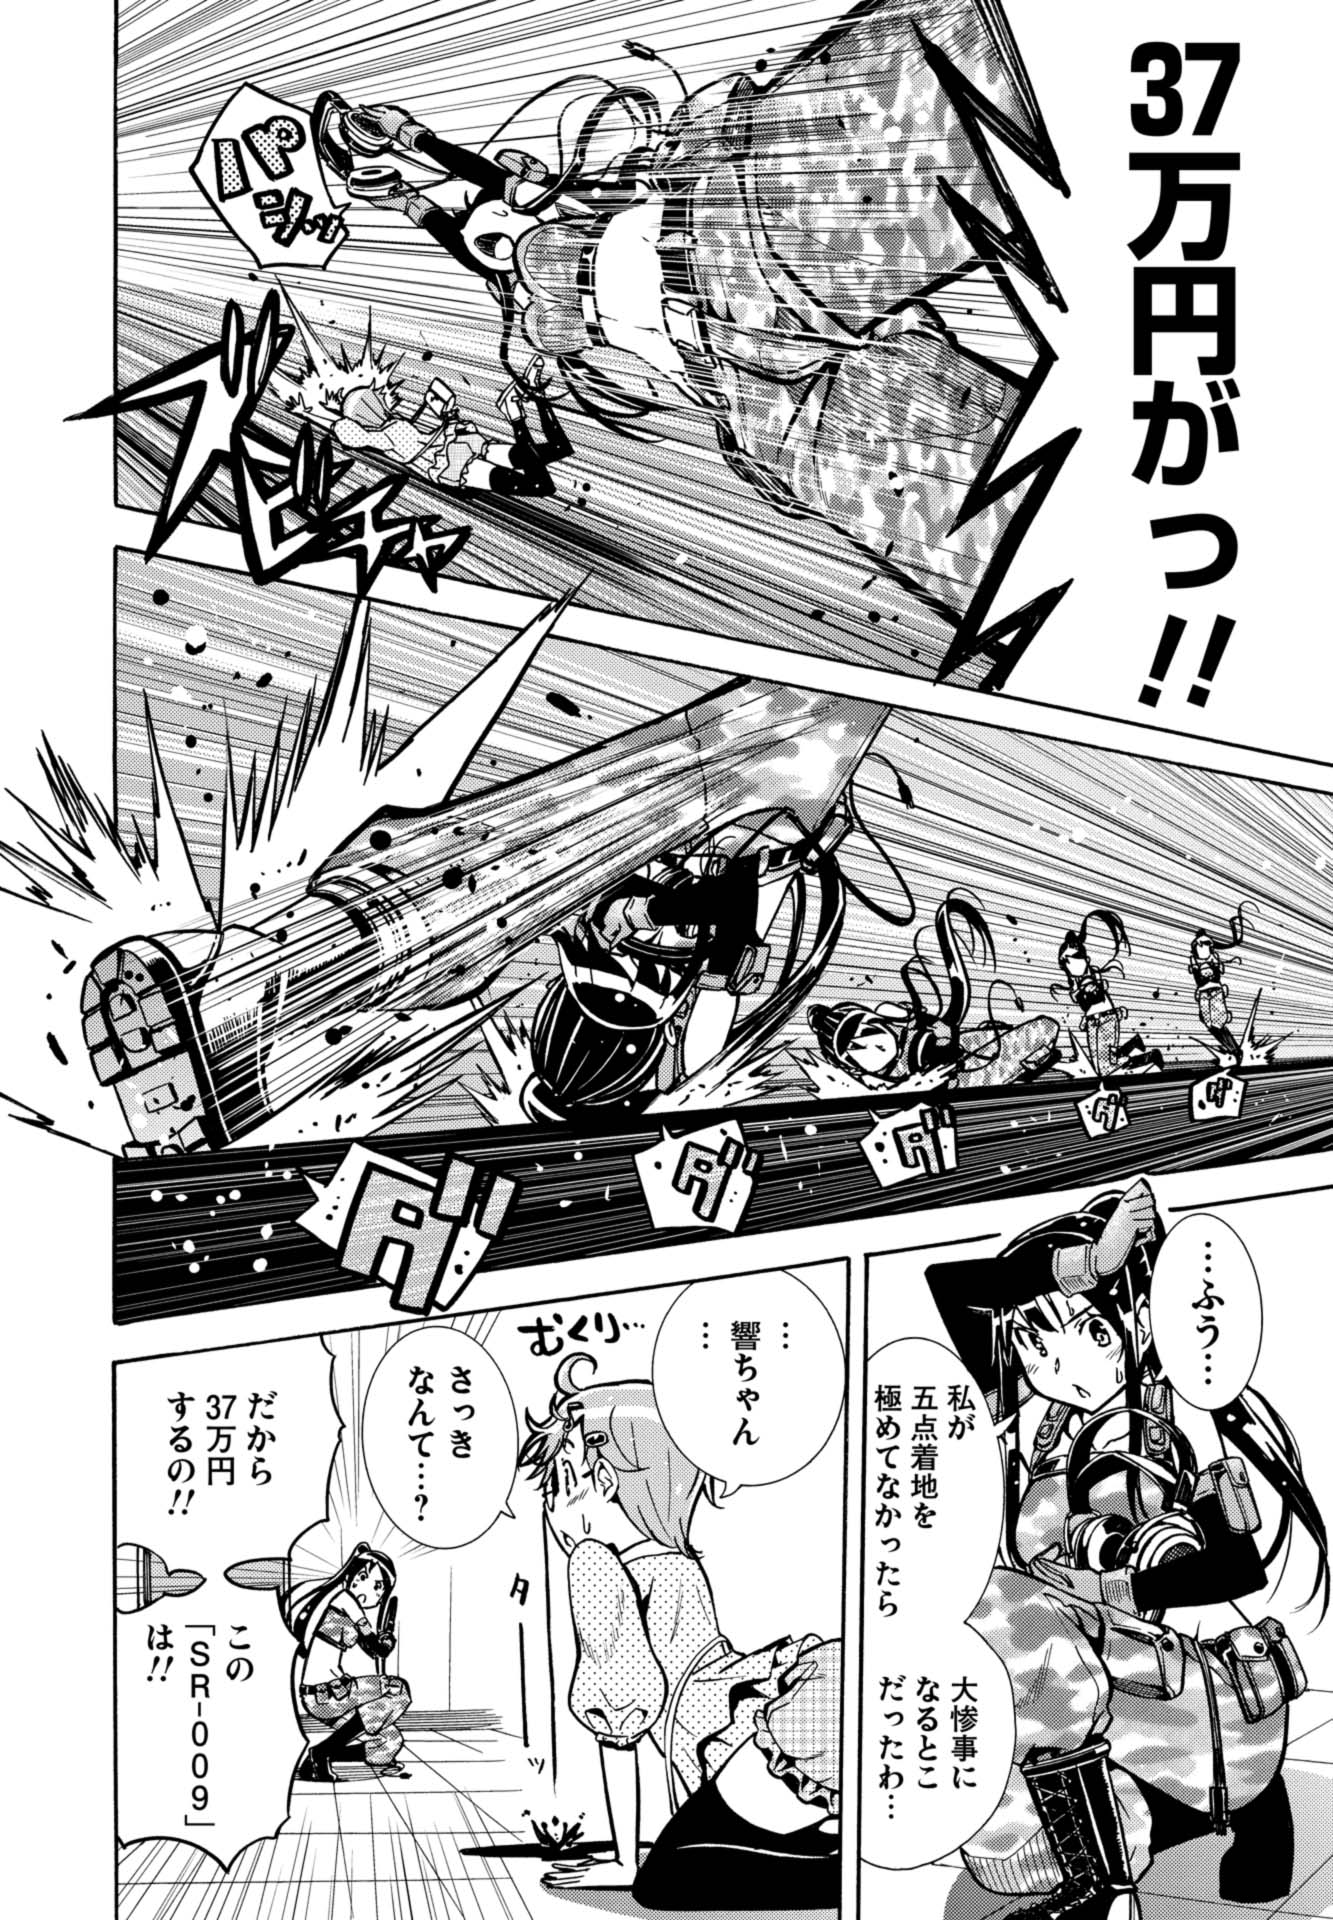 37万円がっ!!
パシッ
ズビチャァ
ダ
ダ
ダ
ダ
ダダ
…ふう…
私が
五点着地を
極めてなかったら
大惨事に
なるとこ
だったわ…
…響ちゃん
…
むくり…
さっき
なんて…?
タ
ッ
だから
37万円
するの!!
この
「SR-009」
は!!